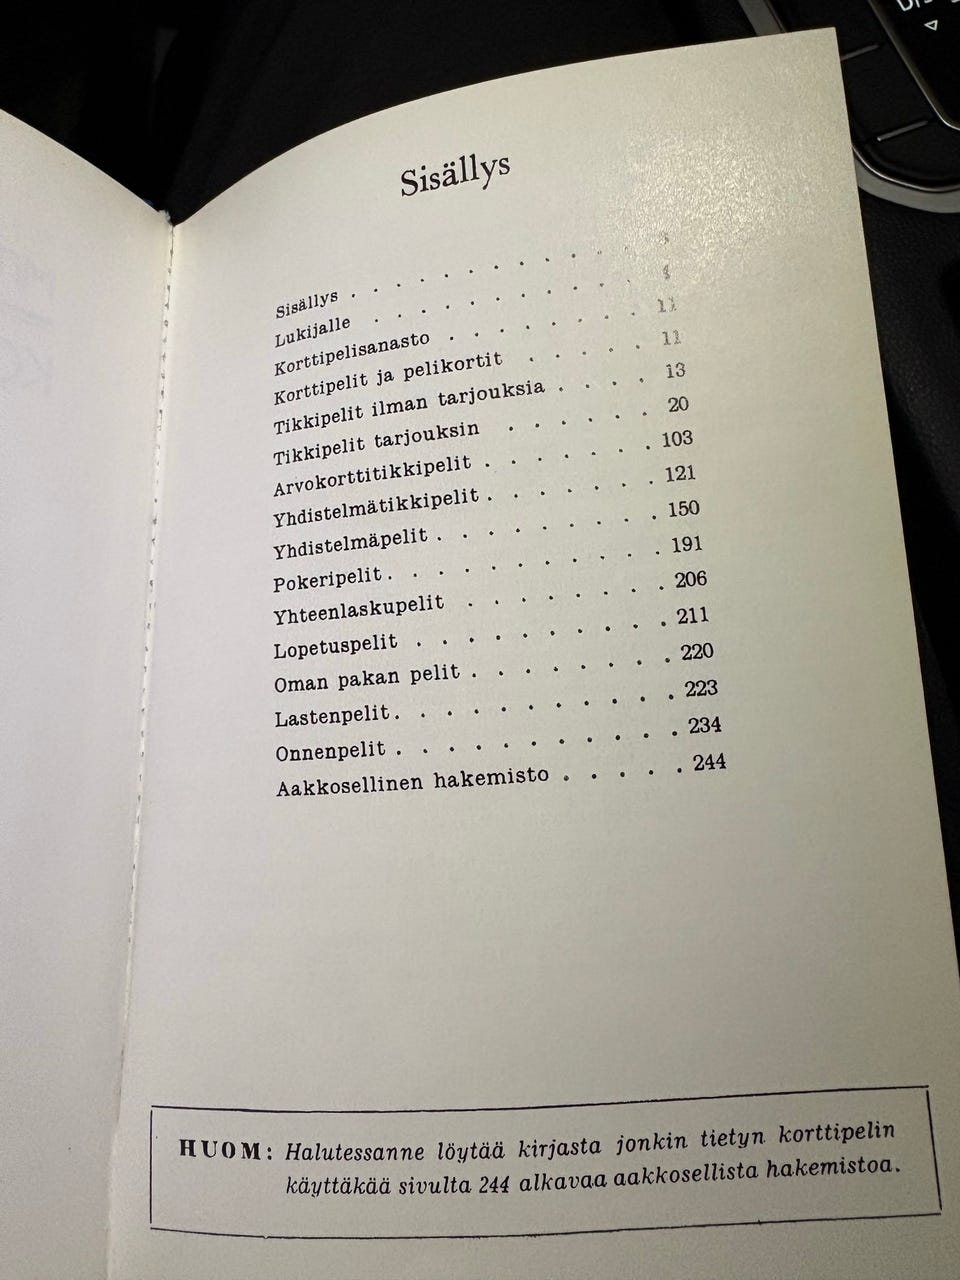 Sisällys
Sisällys . . . . . . . . . .
Lukijalle . . . . . . . . . .
Korttipelisanasto . . . . . . . 11
Korttipelit ja pelikortit . . . . . 11
Tikkipelit ilman tarjouksia . . . . 13
Tikkipelit tarjouksin . . . . . . 20
Arvokorttitikkipelit . . . . . . . 103
Yhdistelmätikkipelit . . . . . . . 121
Yhdistelmäpelit . . . . . . . . . 150
Pokeripelit . . . . . . . . . . . 191
Yhteenlaskupelit . . . . . . . . 206
Lopetuspelit . . . . . . . . . . 211
Oman pakan pelit . . . . . . . . 220
Lastenpelit . . . . . . . . . . . 223
Onnenpelit . . . . . . . . . . . 234
Aakkosellinen hakemisto . . . . . 244
HUOM: Halutessanne löytää kirjasta jonkin tietyn korttipelin
käyttäkää sivulta 244 alkavaa aakkosellista hakemistoa.